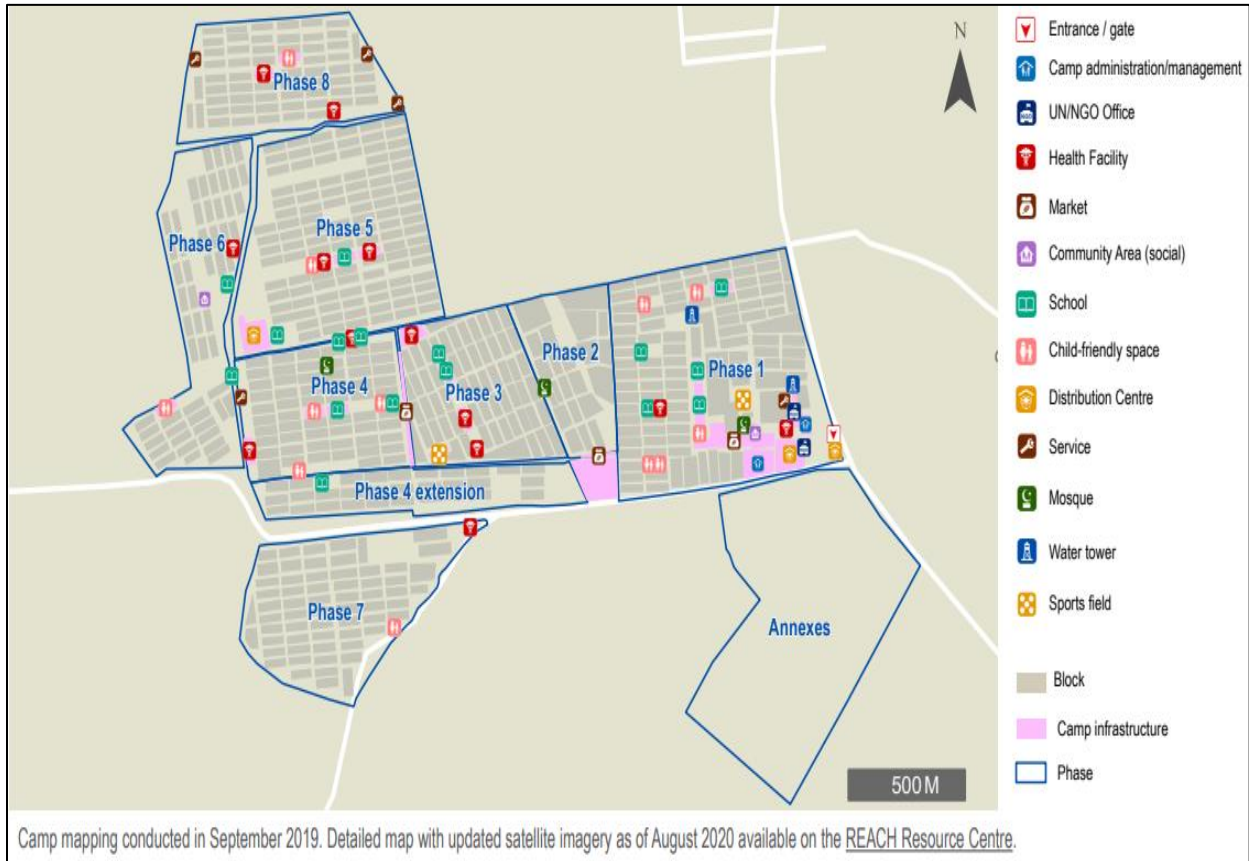 N
Phase 8
Phase 5
Phase 6
Phase 2
Phase 1
Phase 4
Phase 3
Phase 4 extension
Phase 7
Annexes
500 M
Entrance / gate
Camp administration/management
UN/NGO Office
Health Facility
Market
Community Area (social)
School
Child-friendly space
Distribution Centre
Service
Mosque
Water tower
Sports field
Block
Camp infrastructure
Phase
Camp mapping conducted in September 2019. Detailed map with updated satellite imagery as of August 2020 available on the REACH Resource Centre.